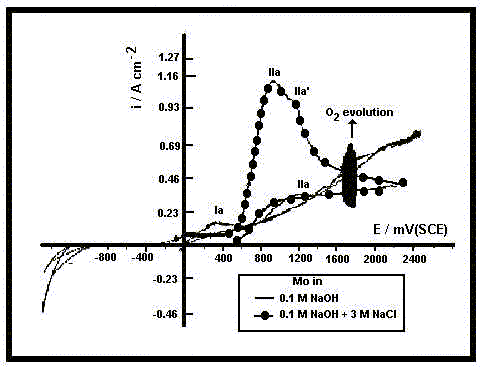 i / A cm-2
1.27
1.16
0.93
0.69
0.46
0.23
-0.23
-0.46
IIa
IIa'
O2 evolution
IIa
Ia
E / mV(SCE)
-800
-400
0
400
800
1200
1600
2000
2400
Mo in
0.1 M NaOH
0.1 M NaOH + 3 M NaCl